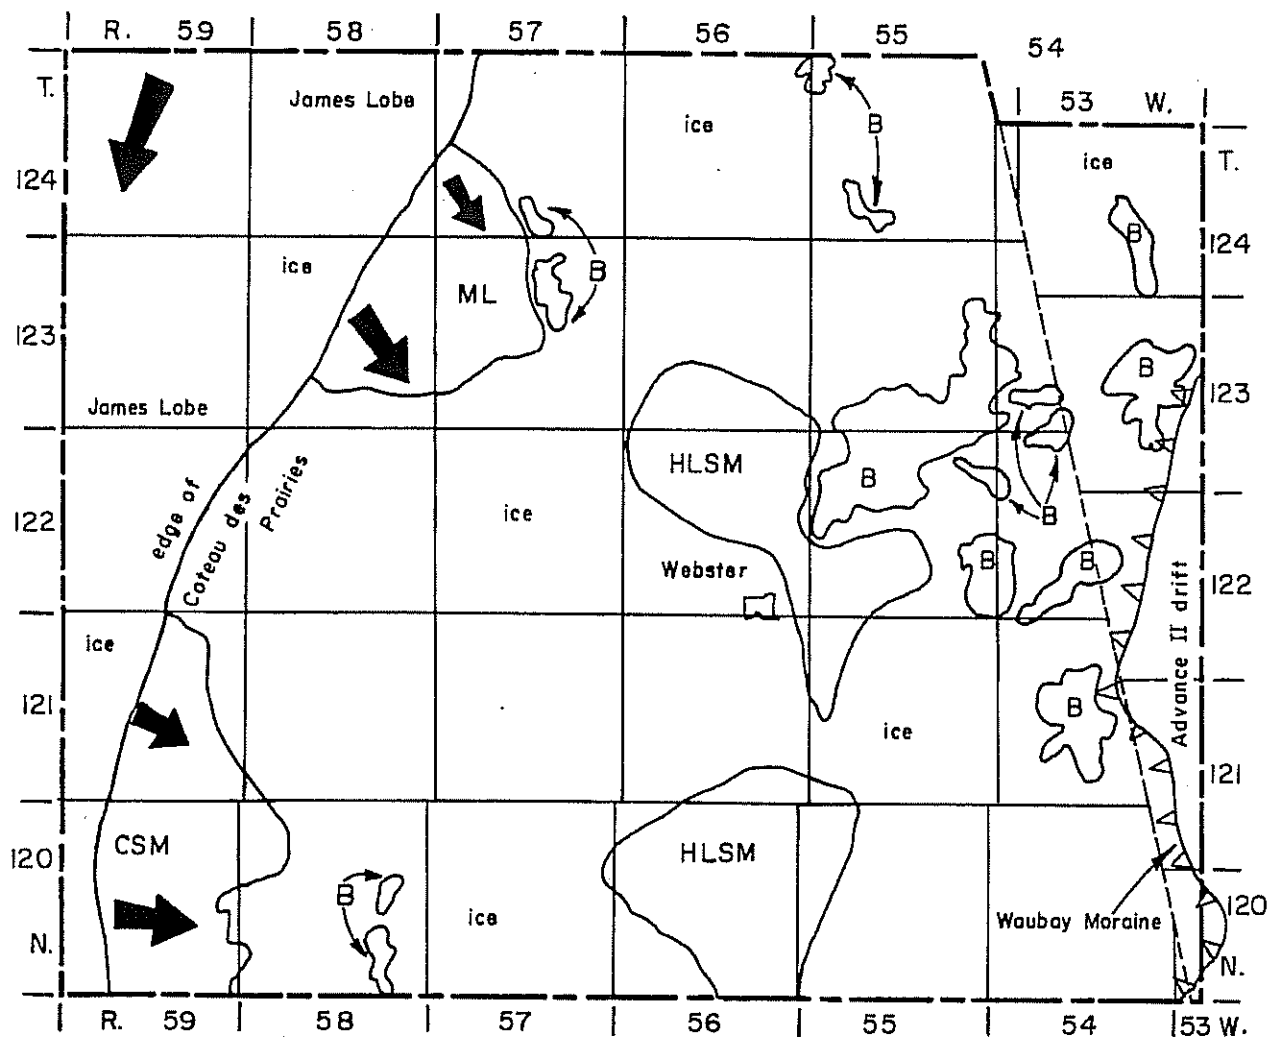 R. 59 58 57 56 55 54
53 W.
T.
James Lobe
ice
B
ice
T.
124
B
124
ice
B
ML
123
B
123
James Lobe
HLSM
B
edge of
Coteau des
Prairies
ice
B
122
Webster
B
B
122
Advance II drift
ice
121
B
ice
121
CSM
120
HLSM
B
ice
Waubay Moraine
120
N.
N.
R. 59 58 57 56 55 54 53 W.